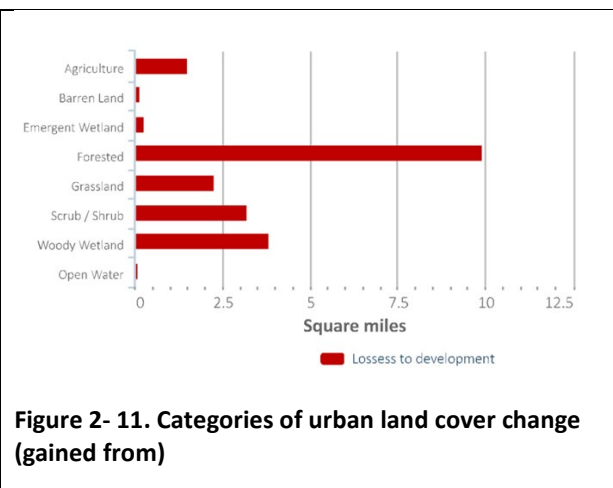 Agriculture
Barren Land
Emergent Wetland
Forested
Grassland
Scrub / Shrub
Woody Wetland
Open Water
0 2.5 5 7.5 10 12.5
Square miles
Lossess to development
Figure 2- 11. Categories of urban land cover change
(gained from)